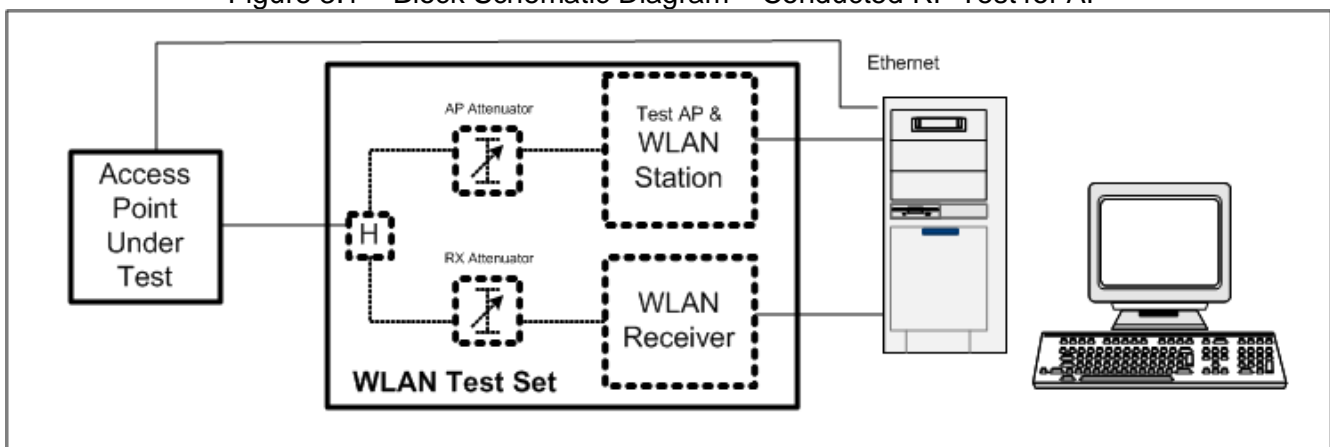 Ethernet
AP Attenuator
Test AP &
WLAN
Station
Access
Point
Under
Test
H
RX Attenuator
WLAN
Receiver
WLAN Test Set